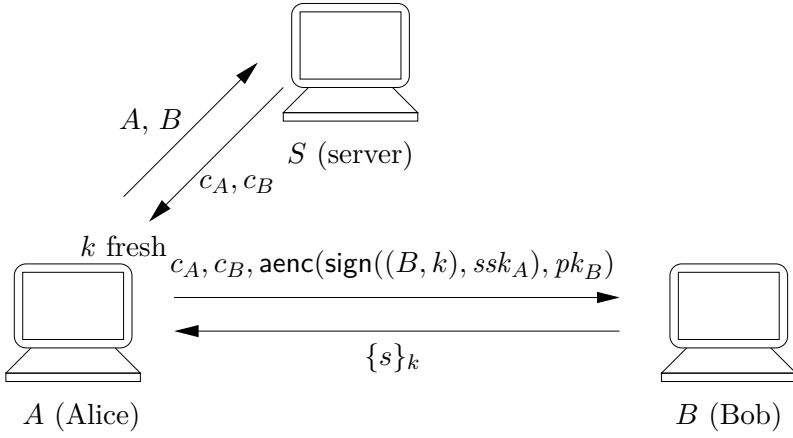 A, B
S (server)
c_A, c_B
k fresh
c_A, c_B, aenc(sign((B, k), ssk_A), pk_B)
{s}_k
A (Alice)
B (Bob)